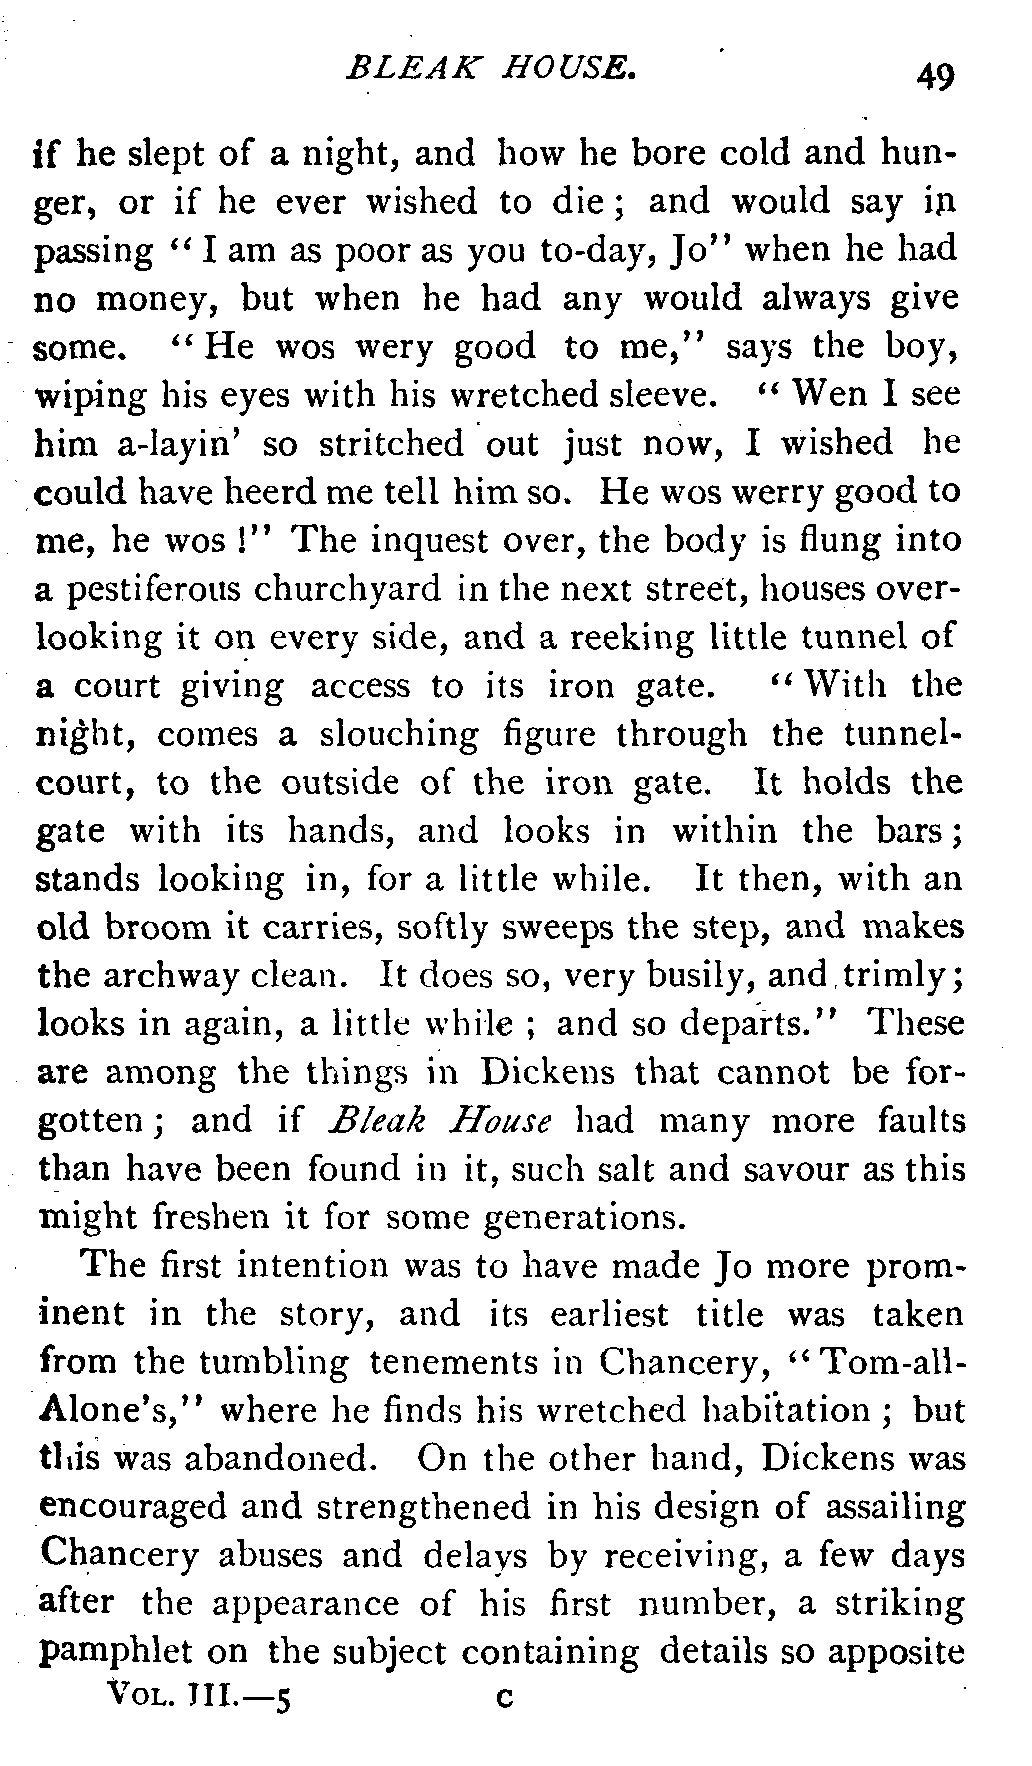 BLEAK HOUSE. 49
if he slept of a night, and how he bore cold and hun-
ger, or if he ever wished to die ; and would say in
passing “ I am as poor as you to-day, Jo” when he had
no money, but when he had any would always give
some. “ He wos wery good to me,” says the boy,
wiping his eyes with his wretched sleeve. “ Wen I see
him a-layin’ so stritched out just now, I wished he
could have heerd me tell him so. He wos werry good to
me, he wos !” The inquest over, the body is flung into
a pestiferous churchyard in the next street, houses over-
looking it on every side, and a reeking little tunnel of
a court giving access to its iron gate. “ With the
night, comes a slouching figure through the tunnel-
court, to the outside of the iron gate. It holds the
gate with its hands, and looks in within the bars ;
stands looking in, for a little while. It then, with an
old broom it carries, softly sweeps the step, and makes
the archway clean. It does so, very busily, and trimly ;
looks in again, a little while ; and so departs.” These
are among the things in Dickens that cannot be for-
gotten ; and if Bleak House had many more faults
than have been found in it, such salt and savour as this
might freshen it for some generations.
The first intention was to have made Jo more prom-
inent in the story, and its earliest title was taken
from the tumbling tenements in Chancery, “ Tom-all-
Alone’s,” where he finds his wretched habitation ; but
this was abandoned. On the other hand, Dickens was
encouraged and strengthened in his design of assailing
Chancery abuses and delays by receiving, a few days
after the appearance of his first number, a striking
pamphlet on the subject containing details so apposite
VOL. III.—5 C